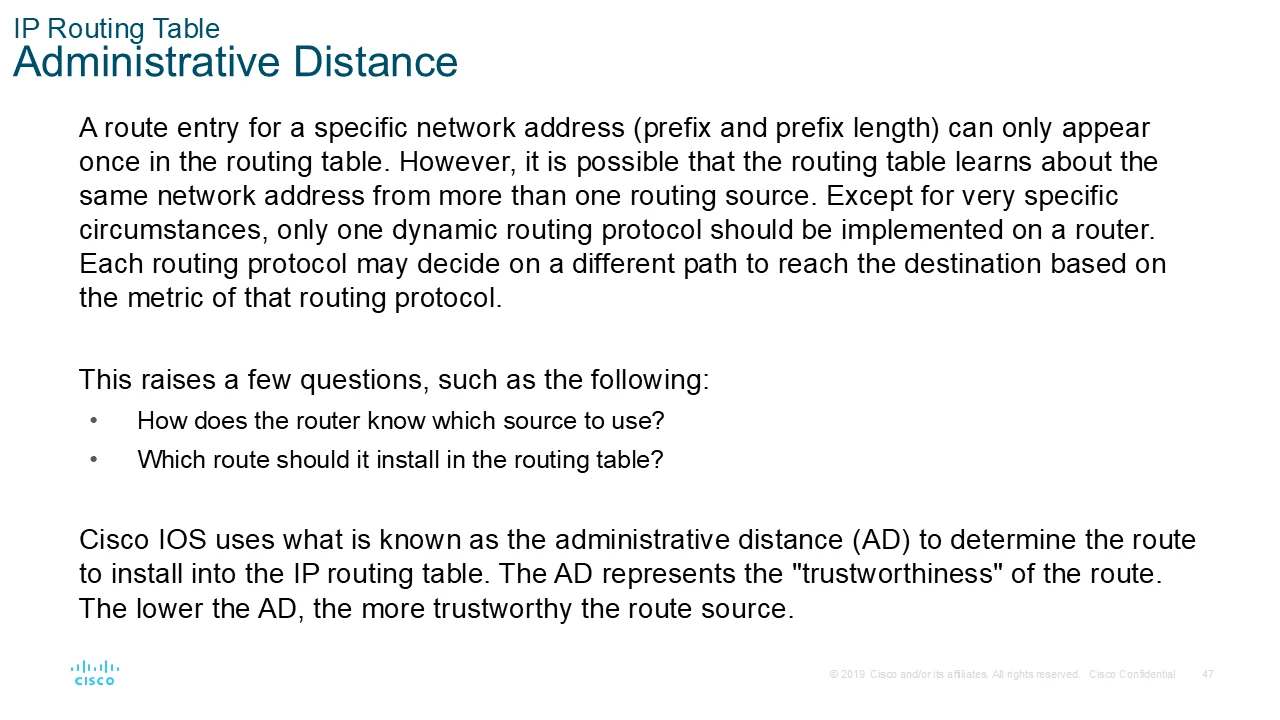 IP Routing Table
Administrative Distance
A route entry for a specific network address (prefix and prefix length) can only appear
once in the routing table. However, it is possible that the routing table learns about the
same network address from more than one routing source. Except for very specific
circumstances, only one dynamic routing protocol should be implemented on a router.
Each routing protocol may decide on a different path to reach the destination based on
the metric of that routing protocol.
This raises a few questions, such as the following:
• How does the router know which source to use?
• Which route should it install in the routing table?
Cisco IOS uses what is known as the administrative distance (AD) to determine the route
to install into the IP routing table. The AD represents the "trustworthiness" of the route.
The lower the AD, the more trustworthy the route source.
CISCO
© 2019 Cisco and/or its affiliates. All rights reserved. Cisco Confidential 47